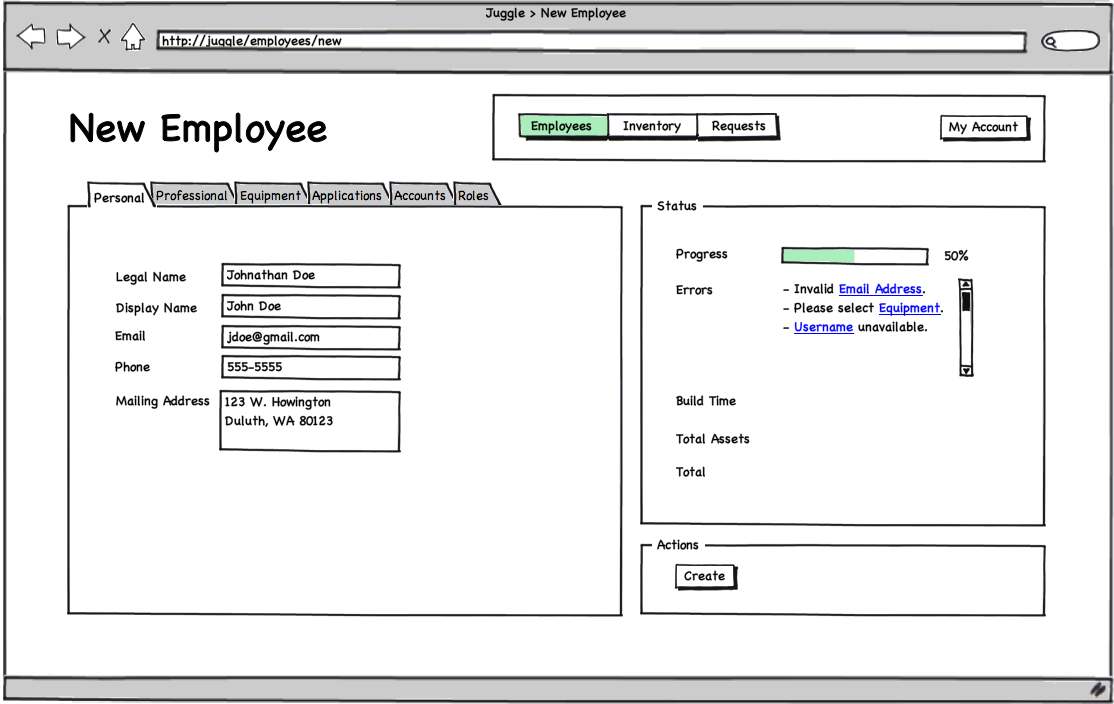 Juggle > New Employee
http://juggle/employees/new
New Employee
Employees Inventory Requests My Account
Personal Professional Equipment Applications Accounts Roles
Legal Name Johnathan Doe
Display Name John Doe
Email jdoe@gmail.com
Phone 555-5555
Mailing Address 123 W. Howington
Duluth, WA 80123
Status
Progress 50%
Errors - Invalid Email Address.
- Please select Equipment.
- Username unavailable.
Build Time
Total Assets
Total
Actions
Create